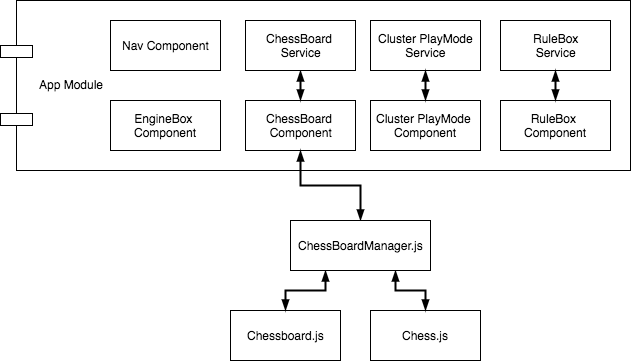 Nav Component
ChessBoard
Service
Cluster PlayMode
Service
RuleBox
Service
App Module
EngineBox
Component
ChessBoard
Component
Cluster PlayMode
Component
RuleBox
Component
ChessBoardManager.js
Chessboard.js
Chess.js